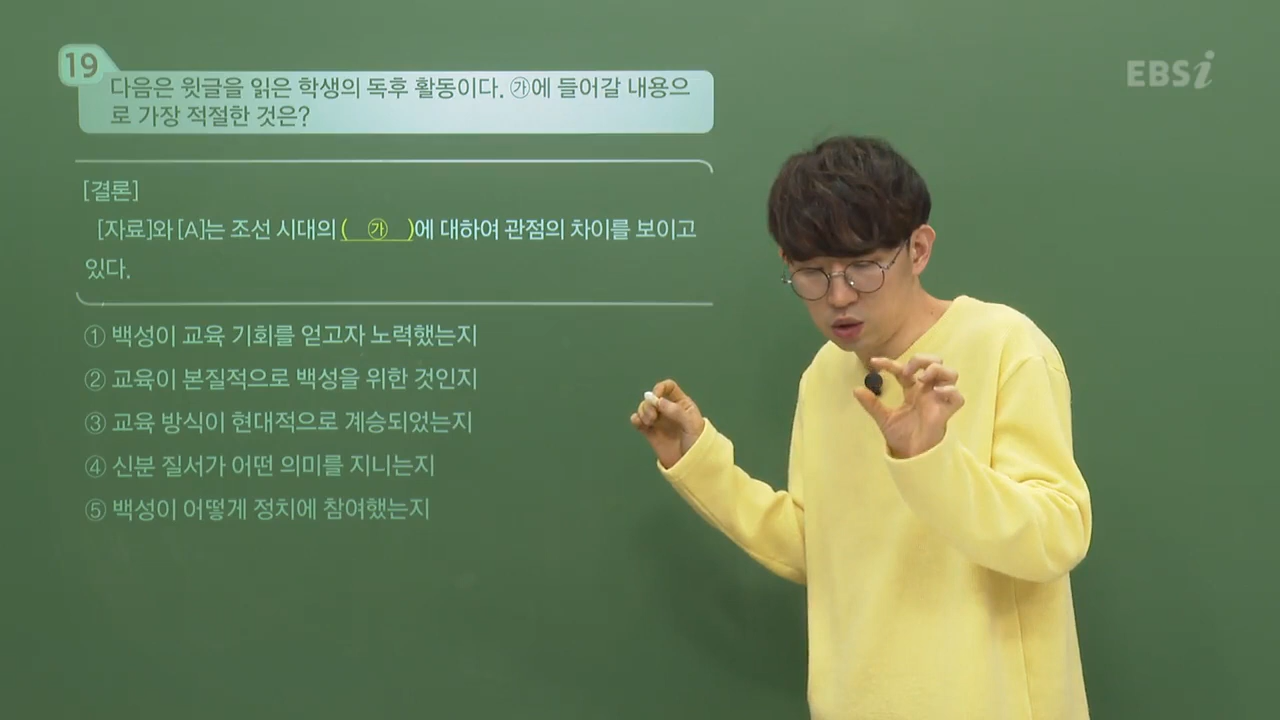 19
다음은 윗글을 읽은 학생의 독후 활동이다. ㉮에 들어갈 내용으
로 가장 적절한 것은?
EBSi
[결론]
[자료]와 [A]는 조선 시대의 ( ㉮ )에 대하여 관점의 차이를 보이고
있다.
① 백성이 교육 기회를 얻고자 노력했는지
② 교육이 본질적으로 백성을 위한 것인지
③ 교육 방식이 현대적으로 계승되었는지
④ 신분 질서가 어떤 의미를 지니는지
⑤ 백성이 어떻게 정치에 참여했는지